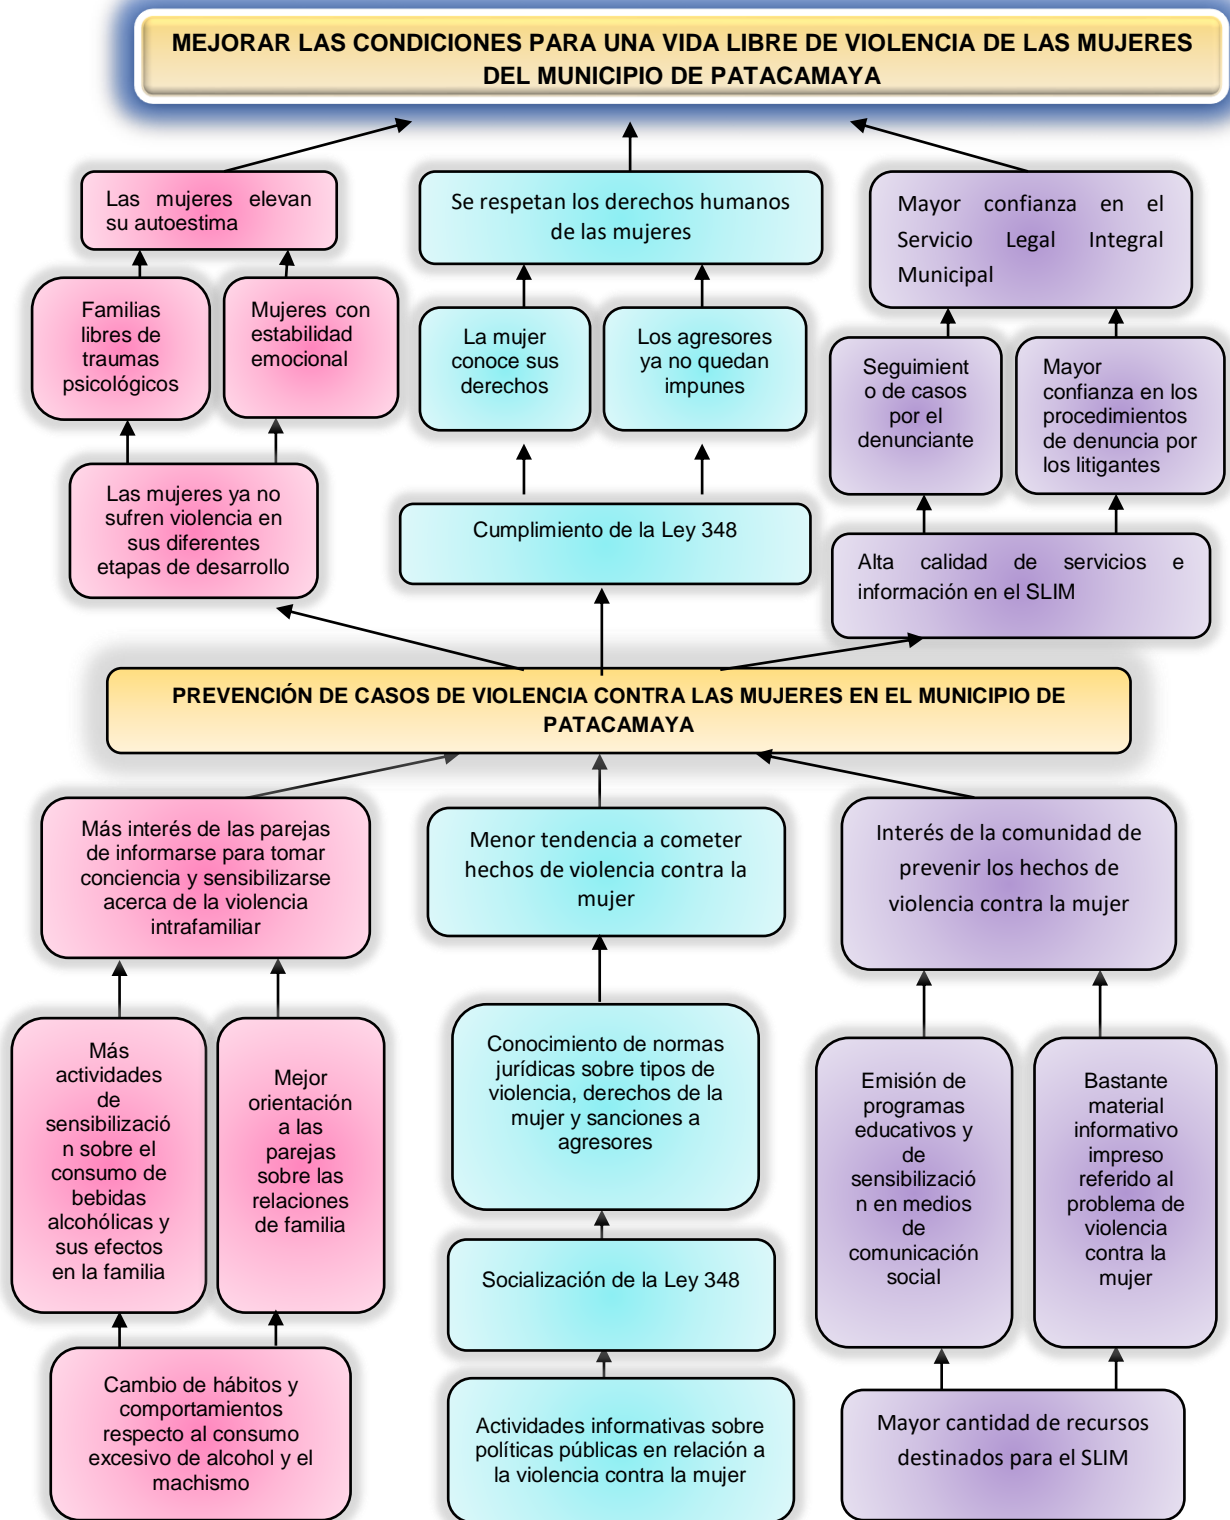 MEJORAR LAS CONDICIONES PARA UNA VIDA LIBRE DE VIOLENCIA DE LAS MUJERES
DEL MUNICIPIO DE PATACAMAYA
Las mujeres elevan
su autoestima
Se respetan los derechos humanos
de las mujeres
Mayor confianza en el
Servicio Legal Integral
Municipal
Familias
libres de
traumas
psicológicos
Mujeres con
estabilidad
emocional
La mujer
conoce sus
derechos
Los agresores
ya no quedan
impunes
Seguimient
o de casos
por el
denunciante
Mayor
confianza en los
procedimientos
de denuncia por
los litigantes
Las mujeres ya no
sufren violencia en
sus diferentes
etapas de desarrollo
Cumplimiento de la Ley 348
Alta calidad de servicios e
información en el SLIM
PREVENCIÓN DE CASOS DE VIOLENCIA CONTRA LAS MUJERES EN EL MUNICIPIO DE
PATACAMAYA
Más interés de las parejas
de informarse para tomar
conciencia y sensibilizarse
acerca de la violencia
intrafamiliar
Menor tendencia a cometer
hechos de violencia contra la
mujer
Interés de la comunidad de
prevenir los hechos de
violencia contra la mujer
Más
actividades
de
sensibilizació
n sobre el
consumo de
bebidas
alcohólicas y
sus efectos
en la familia
Mejor
orientación
a las
parejas
sobre las
relaciones
de familia
Conocimiento de normas
jurídicas sobre tipos de
violencia, derechos de la
mujer y sanciones a
agresores
Emisión de
programas
educativos y
de
sensibilizació
n en medios
de
comunicación
social
Bastante
material
informativo
impreso
referido al
problema de
violencia
contra la
mujer
Socialización de la Ley 348
Cambio de hábitos y
comportamientos
respecto al consumo
excesivo de alcohol y el
machismo
Actividades informativas sobre
políticas públicas en relación a
la violencia contra la mujer
Mayor cantidad de recursos
destinados para el SLIM